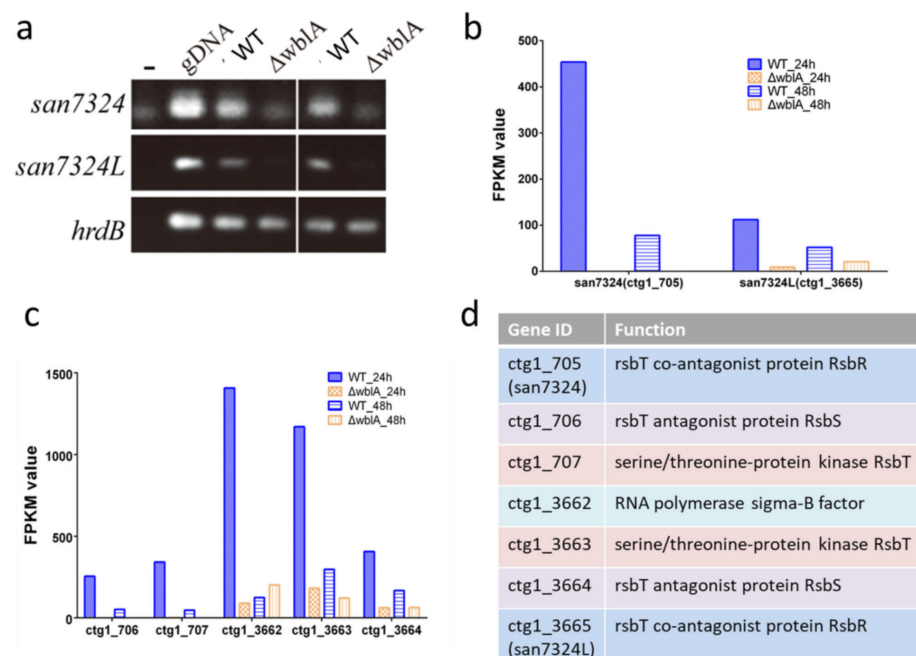 a
– gDNA WT ΔwblA WT ΔwblA
san7324
san7324L
hrdB
b
FPKM value
500
400
300
200
100
0
WT_24h
ΔwblA_24h
WT_48h
ΔwblA_48h
san7324(ctg1_705) san7324L(ctg1_3665)
c
FPKM value
1500
1000
500
0
WT_24h
ΔwblA_24h
WT_48h
ΔwblA_48h
ctg1_706 ctg1_707 ctg1_3662 ctg1_3663 ctg1_3664
d
Gene ID Function
ctg1_705 rsbT co-antagonist protein RsbR
(san7324)
ctg1_706 rsbT antagonist protein RsbS
ctg1_707 serine/threonine-protein kinase RsbT
ctg1_3662 RNA polymerase sigma-B factor
ctg1_3663 serine/threonine-protein kinase RsbT
ctg1_3664 rsbT antagonist protein RsbS
ctg1_3665 rsbT co-antagonist protein RsbR
(san7324L)